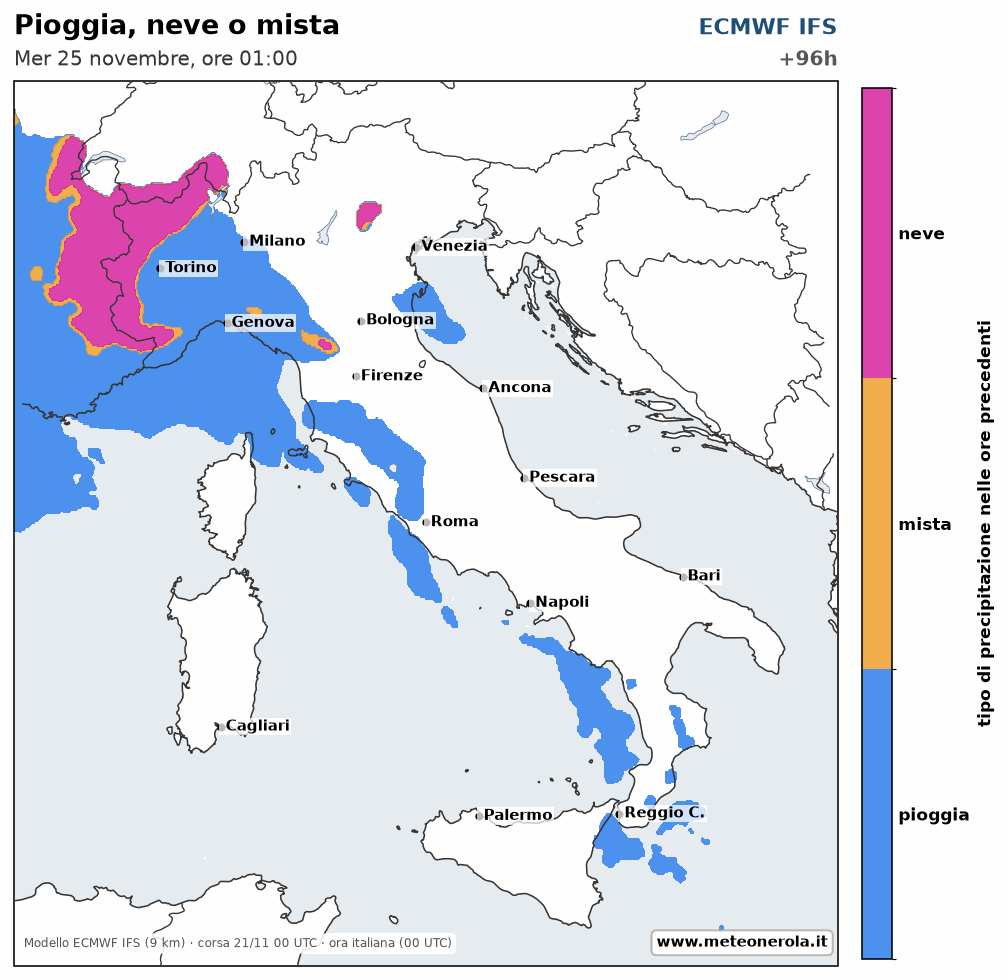 Pioggia, neve o mista
ECMWF IFS
Mer 25 novembre, ore 01:00
+96h
neve
Milano
Venezia
Torino
Genova
Bologna
Firenze
Ancona
Pescara
mista
Roma
Bari
Napoli
Cagliari
Palermo
Reggio C.
pioggia
tipo di precipitazione nelle ore precedenti
Modello ECMWF IFS (9 km) · corsa 21/11 00 UTC · ora italiana (00 UTC)
www.meteonerola.it